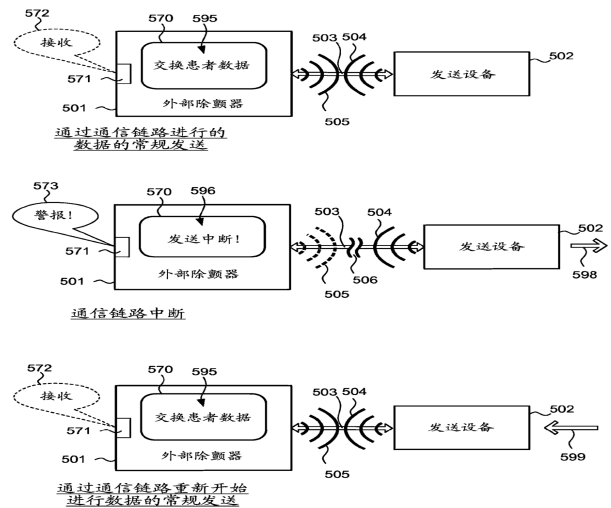 572
570
595
接收
571
交换患者数据
503
504
502
发送设备
外部除颤器
501
505
通过通信链路进行的
数据的常规发送
573
570
596
警报!
571
发送中断!
503
504
502
发送设备
外部除颤器
501
506
505
598
通信链路中断
572
570
595
接收
571
交换患者数据
503
504
502
发送设备
外部除颤器
501
505
599
通过通信链路重新开始
进行数据的常规发送